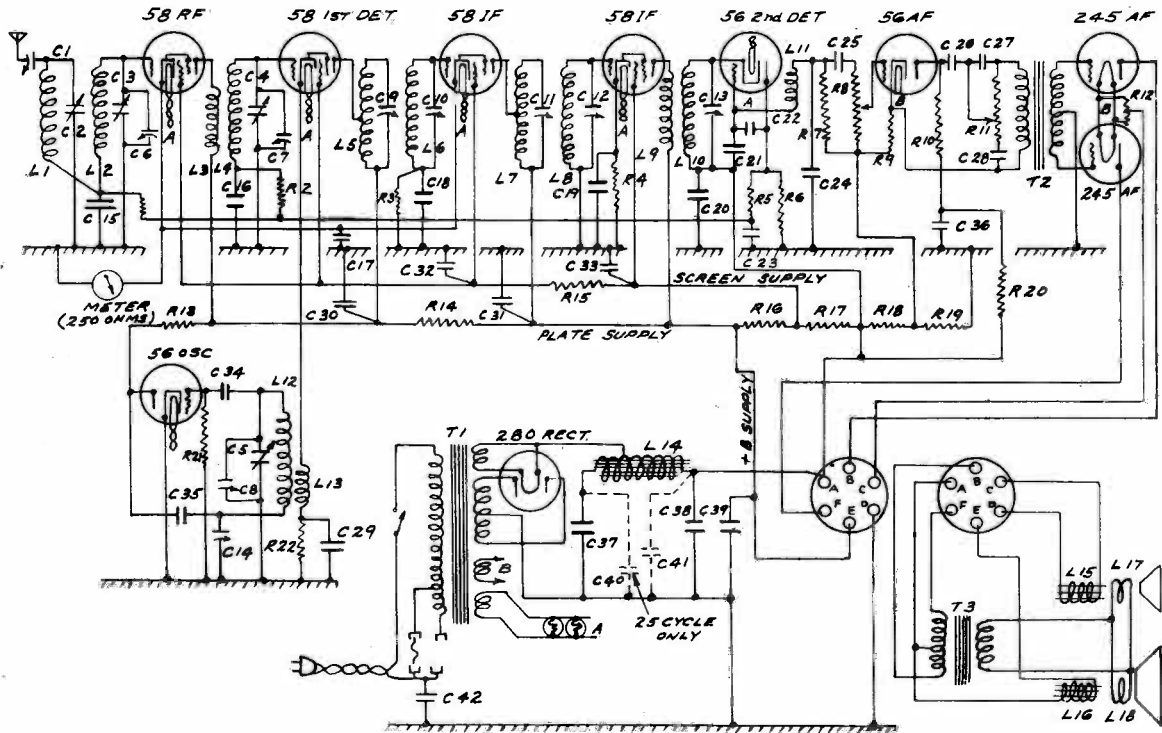 58 RF
58 1ST DET
58 IF
58 IF
56 2nd DET
56 AF
245 AF
C1
C2
C3
C6
L1
L2
C15
A
L3
L4
C4
C7
C16
R2
A
L5
C9
L6
C10
R3
C18
A
L7
C11
L8
C12
C19
R4
A
L9
L10
C13
C20
C21
C22
A
B
L11
R5
R6
C23
C24
C25
R7
R8
R9
B
R10
C26
C27
R11
C28
C36
T2
B
R12
245 AF
C17
C32
C33
SCREEN SUPPLY
METER
(250 OHMS)
R13
C30
R14
C31
R15
PLATE SUPPLY
R16
R17
R18
R19
R20
56 OSC
C34
L12
R21
C5
C8
L13
C35
C14
R22
C29
T1
280 RECT.
L14
+B SUPPLY
B
A
C37
C38
C39
C40
C41
25 CYCLE
ONLY
C42
A
B
C
D
E
F
A
B
C
D
E
F
L15
L17
T3
L16
L18